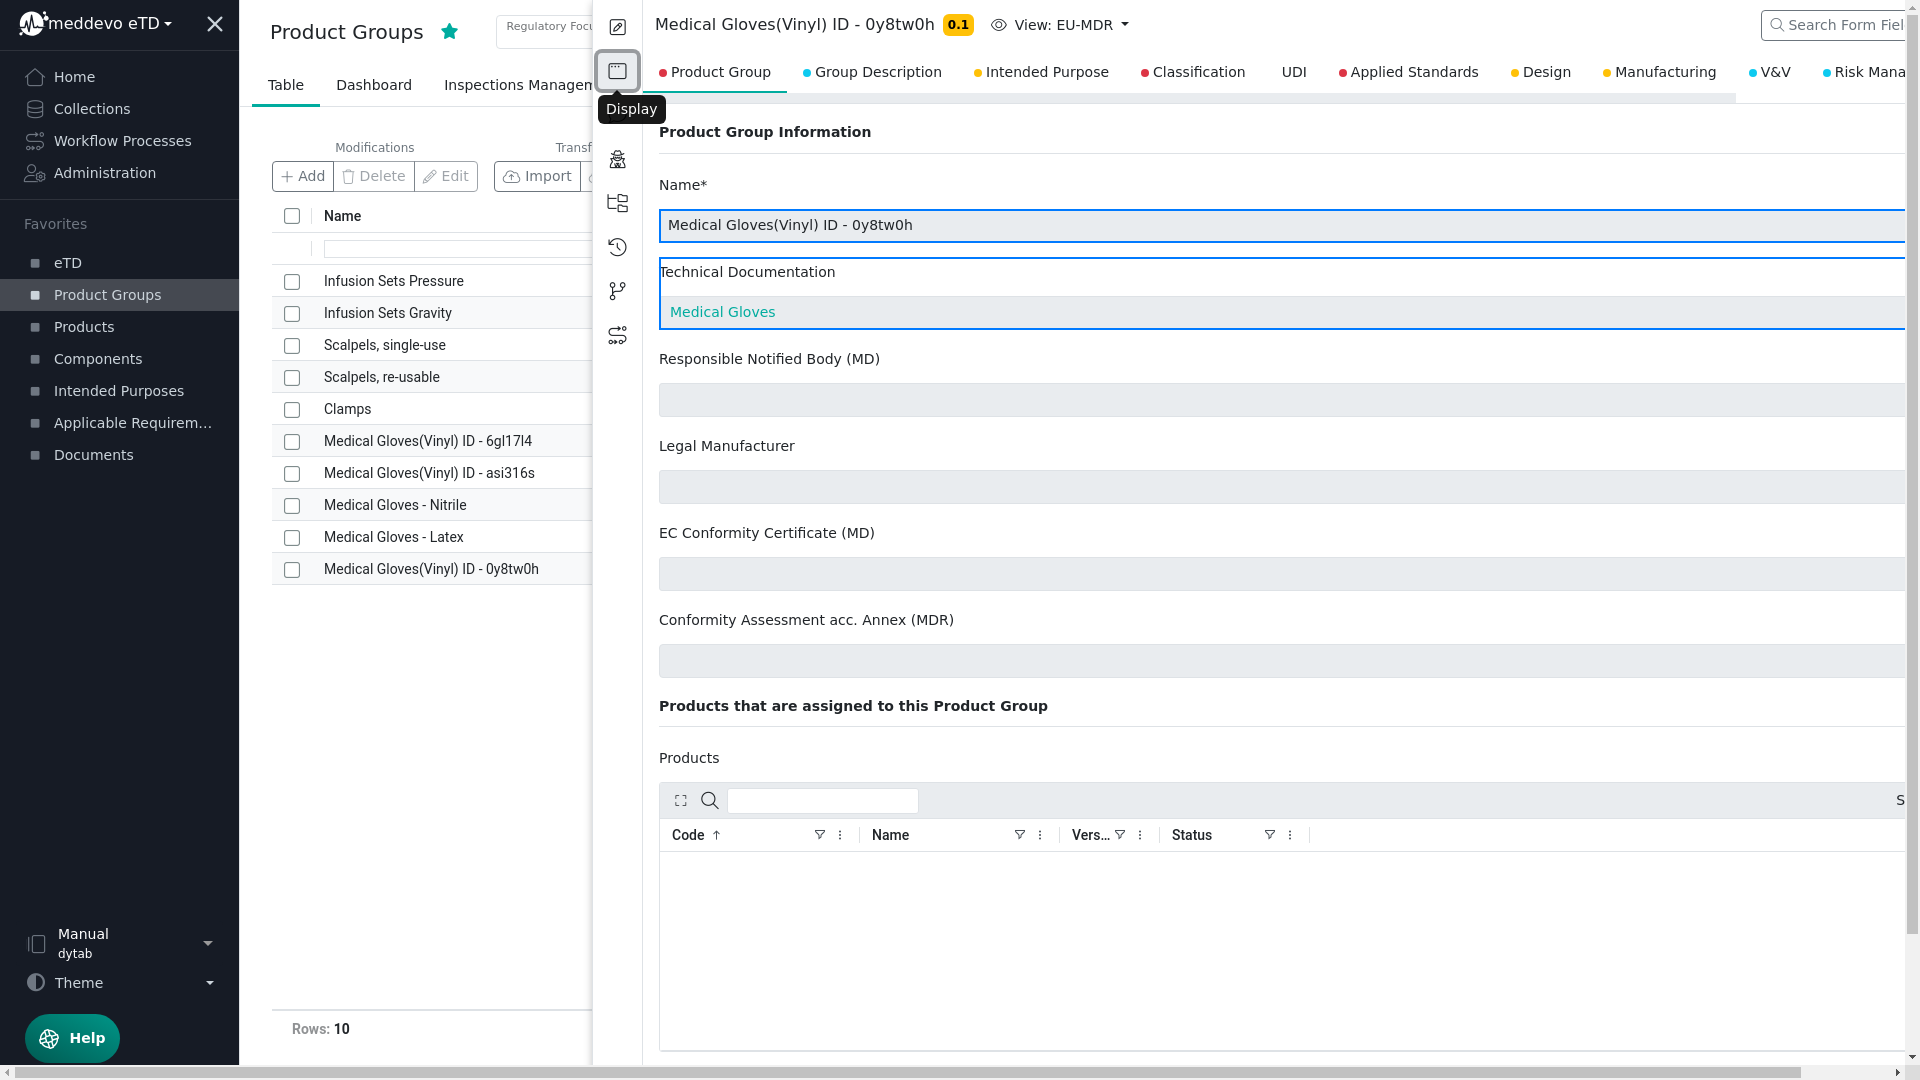 meddevo eTD
Home
Collections
Workflow Processes
Administration
Favorites
eTD
Product Groups
Products
Components
Intended Purposes
Applicable Requirem...
Documents
Manual
dytab
Theme
Help
Product Groups
Regulatory Focu
Table
Dashboard
Inspections Managem
Modifications
Transf
Add
Delete
Edit
Import
Name
Infusion Sets Pressure
Infusion Sets Gravity
Scalpels, single-use
Scalpels, re-usable
Clamps
Medical Gloves(Vinyl) ID - 6gl17l4
Medical Gloves(Vinyl) ID - asi316s
Medical Gloves - Nitrile
Medical Gloves - Latex
Medical Gloves(Vinyl) ID - 0y8tw0h
Rows: 10
Display
Medical Gloves(Vinyl) ID - 0y8tw0h
0.1
View: EU-MDR
Search Form Fiel
Product Group
Group Description
Intended Purpose
Classification
UDI
Applied Standards
Design
Manufacturing
V&V
Risk Mana
Product Group Information
Name*
Medical Gloves(Vinyl) ID - 0y8tw0h
Technical Documentation
Medical Gloves
Responsible Notified Body (MD)
Legal Manufacturer
EC Conformity Certificate (MD)
Conformity Assessment acc. Annex (MDR)
Products that are assigned to this Product Group
Products
S
Code
Name
Vers...
Status